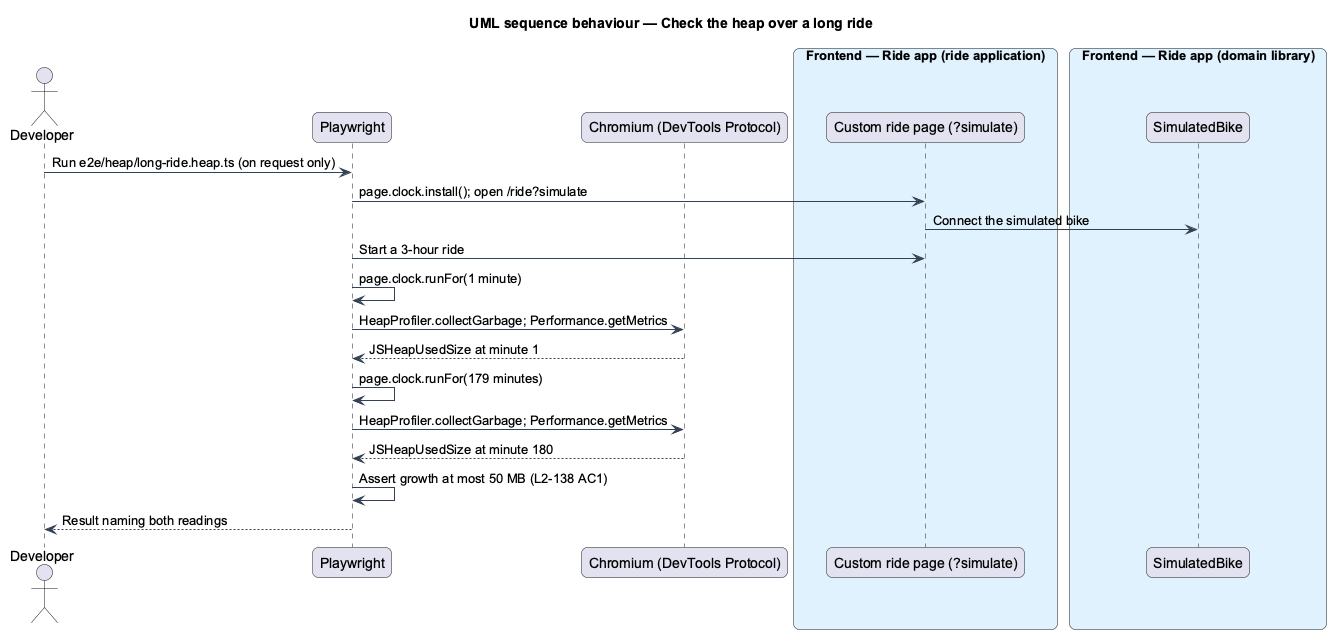 UML sequence behaviour — Check the heap over a long ride
Frontend — Ride app (ride application)
Frontend — Ride app (domain library)
Developer
Playwright
Chromium (DevTools Protocol)
Custom ride page (?simulate)
SimulatedBike
Run e2e/heap/long-ride.heap.ts (on request only)
page.clock.install(); open /ride?simulate
Connect the simulated bike
Start a 3-hour ride
page.clock.runFor(1 minute)
HeapProfiler.collectGarbage; Performance.getMetrics
JSHeapUsedSize at minute 1
page.clock.runFor(179 minutes)
HeapProfiler.collectGarbage; Performance.getMetrics
JSHeapUsedSize at minute 180
Assert growth at most 50 MB (L2-138 AC1)
Result naming both readings
Developer
Playwright
Chromium (DevTools Protocol)
Custom ride page (?simulate)
SimulatedBike